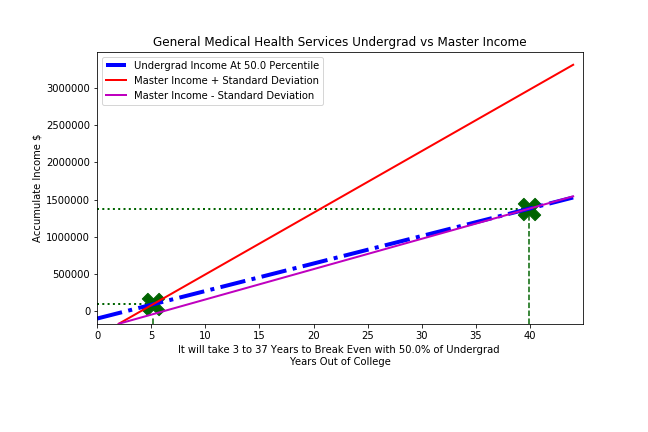 General Medical Health Services Undergrad vs Master Income
Undergrad Income At 50.0 Percentile
Master Income + Standard Deviation
Master Income - Standard Deviation
Accumulate Income $
3000000
2500000
2000000
1500000
1000000
500000
0
0 5 10 15 20 25 30 35 40
It will take 3 to 37 Years to Break Even with 50.0% of Undergrad
Years Out of College